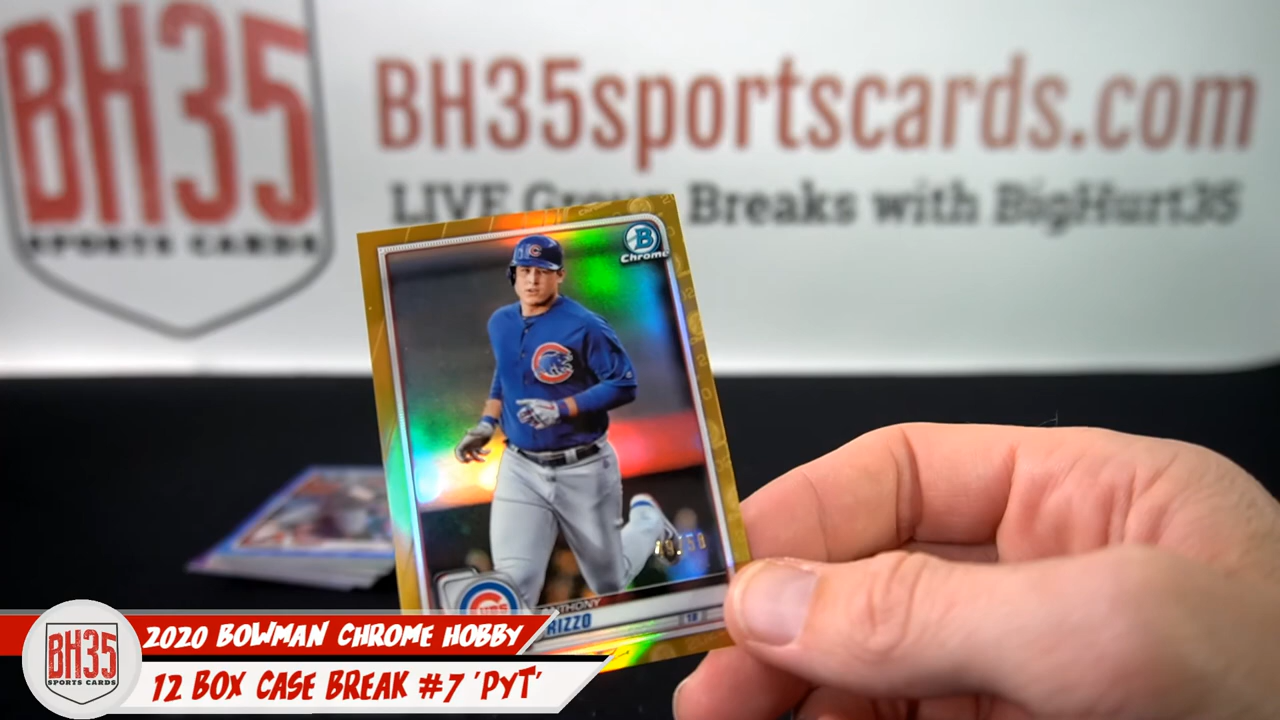 BH35
SPORTS CARDS
BH35sportscards.com
LIVE Group Breaks with BigHurt35
B
Chrome
C
CUBS
ANTHONY
RIZZO
1B
2020 BOWMAN CHROME HOBBY
12 BOX CASE BREAK #7 'PYT'
BH35
SPORTS CARDS